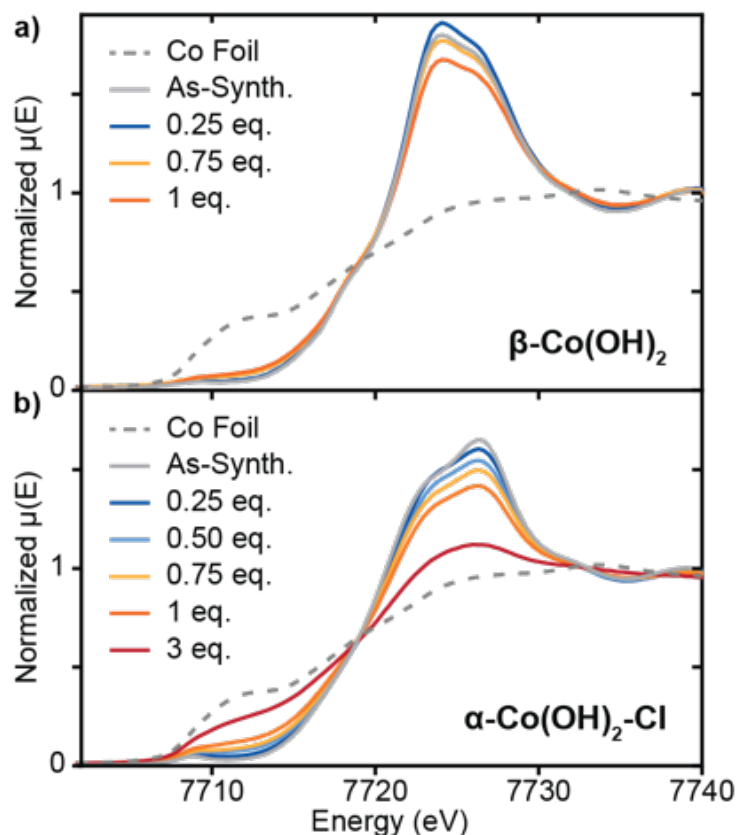 a)
Co Foil
As-Synth.
0.25 eq.
0.75 eq.
1 eq.
Normalized μ(E)
1
0
β-Co(OH)₂
b)
Co Foil
As-Synth.
0.25 eq.
0.50 eq.
0.75 eq.
1 eq.
3 eq.
Normalized μ(E)
1
0
α-Co(OH)₂-Cl
7710 7720 7730 7740
Energy (eV)